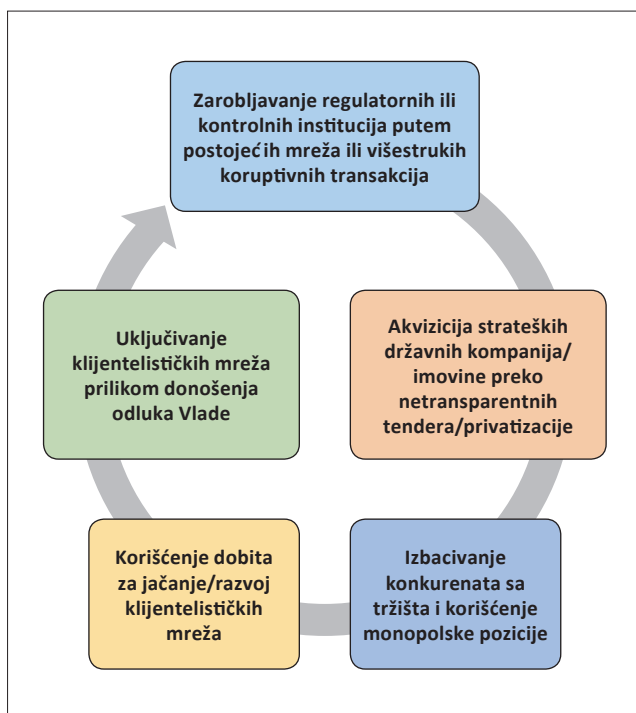 Zarobljavanje regulatornih ili
kontrolnih institucija putem
postojećih mreža ili višestrukih
koruptivnih transakcija
Akvizicija strateških
državnih kompanija/
imovine preko
netransparentnih
tendera/privatizacije
Izbacivanje
konkurenata sa
tržišta i korišćenje
monopolske pozicije
Korišćenje dobita
za jačanje/razvoj
klijentelističkih
mreža
Uključivanje
klijentelističkih mreža
prilikom donošenja
odluka Vlade